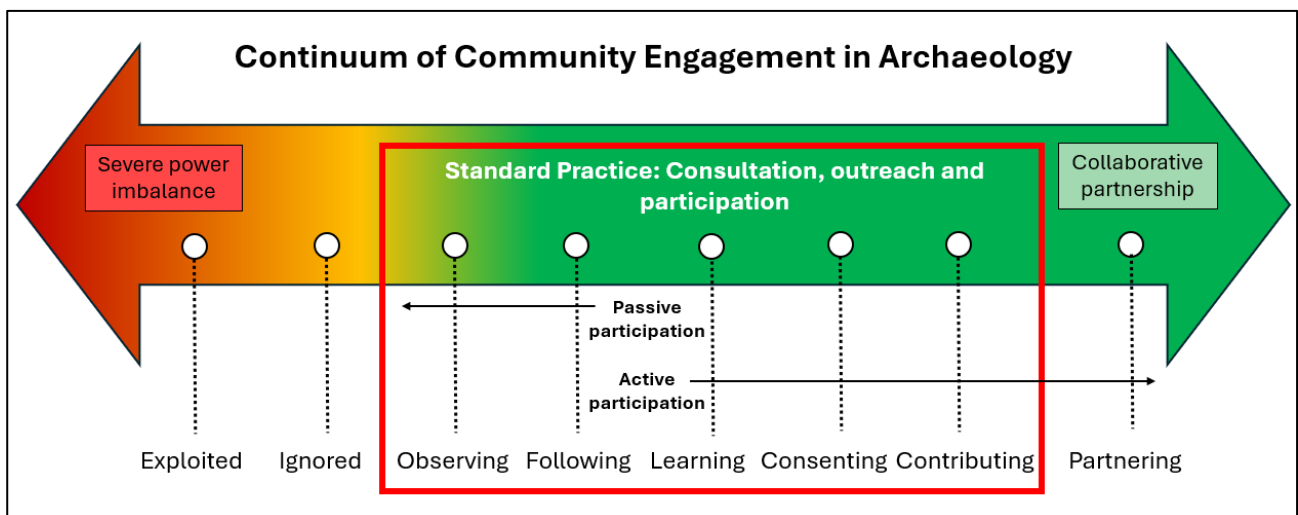 Continuum of Community Engagement in Archaeology
Severe power
imbalance
Standard Practice: Consultation, outreach and
participation
Collaborative
partnership
Passive
participation
Active
participation
Exploited
Ignored
Observing
Following
Learning
Consenting
Contributing
Partnering